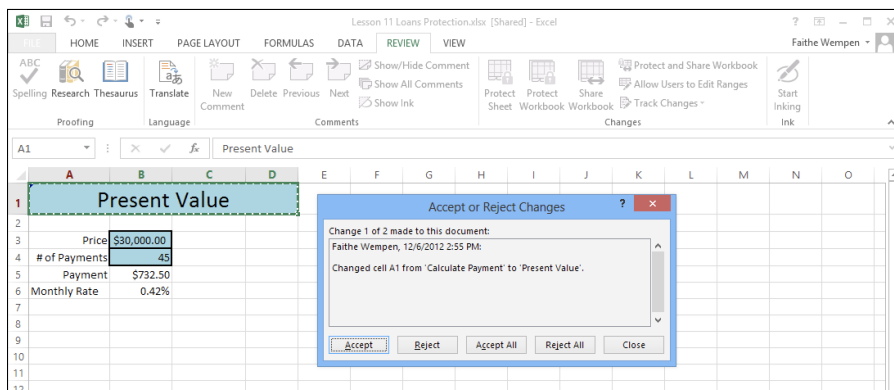 Lesson 11 Loans Protection.xlsx [Shared] - Excel
FILE HOME INSERT PAGE LAYOUT FORMULAS DATA REVIEW VIEW Faithe Wempen
ABC
Spelling Research Thesaurus
Translate
New Comment
Delete Previous Next
Show/Hide Comment
Show All Comments
Show Ink
Protect Sheet
Protect Workbook
Share Workbook
Protect and Share Workbook
Allow Users to Edit Ranges
Track Changes
Start Inking
Proofing Language Comments Changes Ink
A1 fx Present Value
A B C D E F G H I J K L M N O
1 Present Value
2
3 Price $30,000.00
4 # of Payments 45
5 Payment $732.50
6 Monthly Rate 0.42%
7
8
9
10
11
12
Accept or Reject Changes ?
Change 1 of 2 made to this document:
Faithe Wempen, 12/6/2012 2:55 PM:
Changed cell A1 from 'Calculate Payment' to 'Present Value'.
Accept Reject Accept All Reject All Close